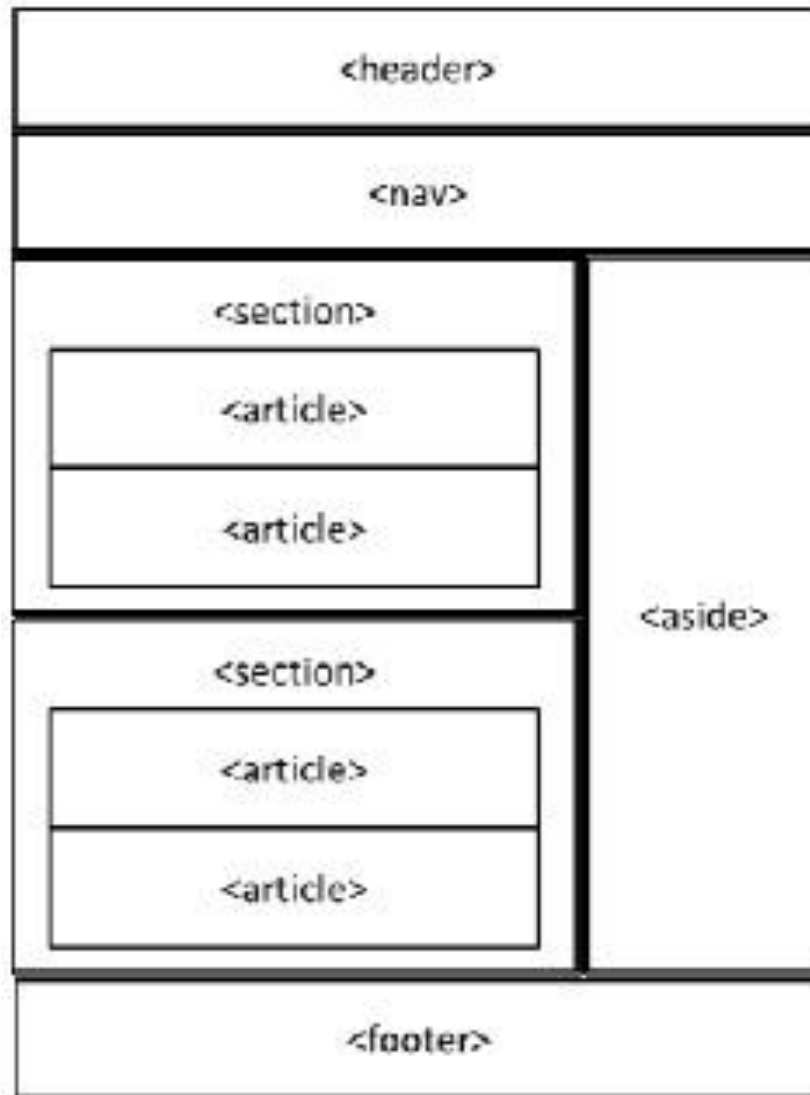 <header>
<nav>
<section>
<article>
<article>
<aside>
<section>
<article>
<article>
<footer>